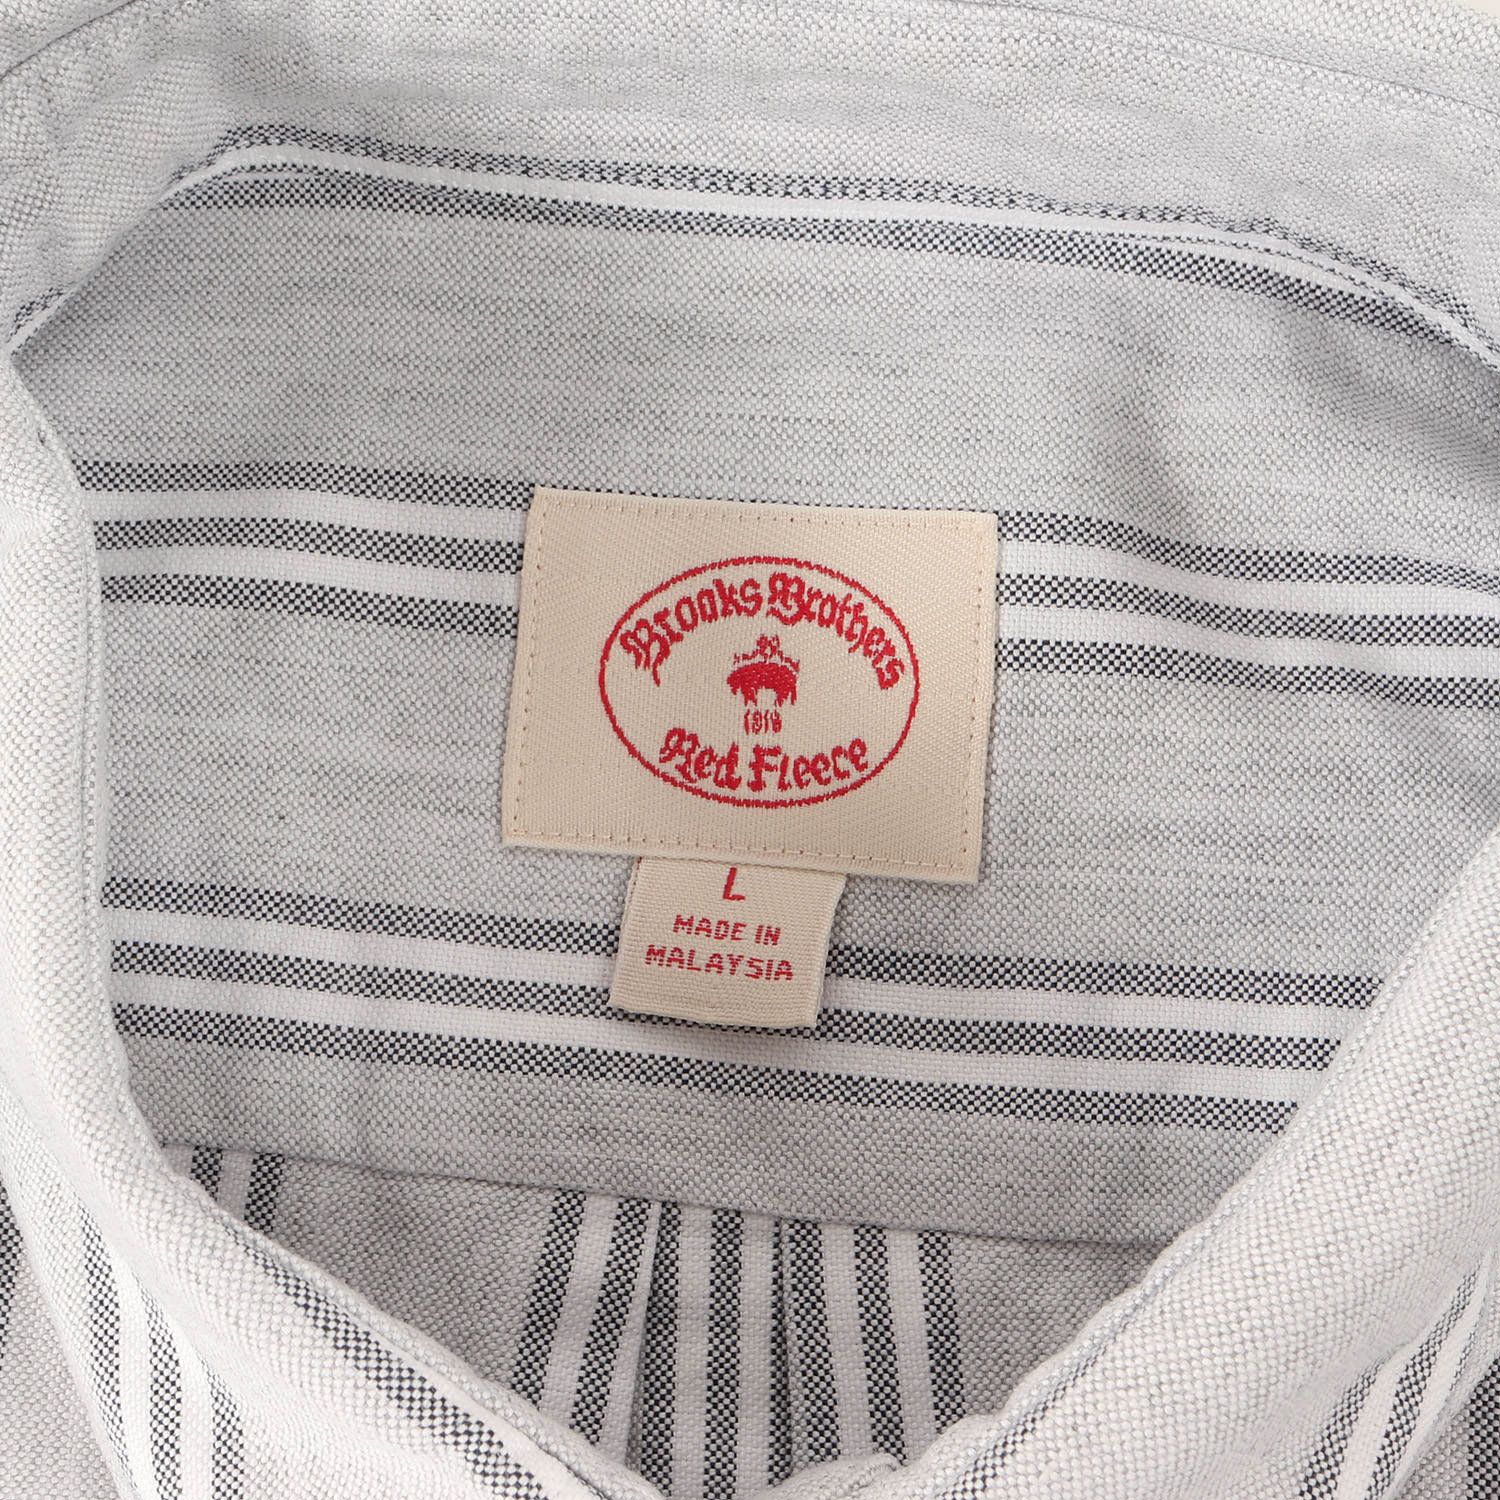 Brooks Brothers
1818
Red Fleece
L
MADE IN
MALAYSIA